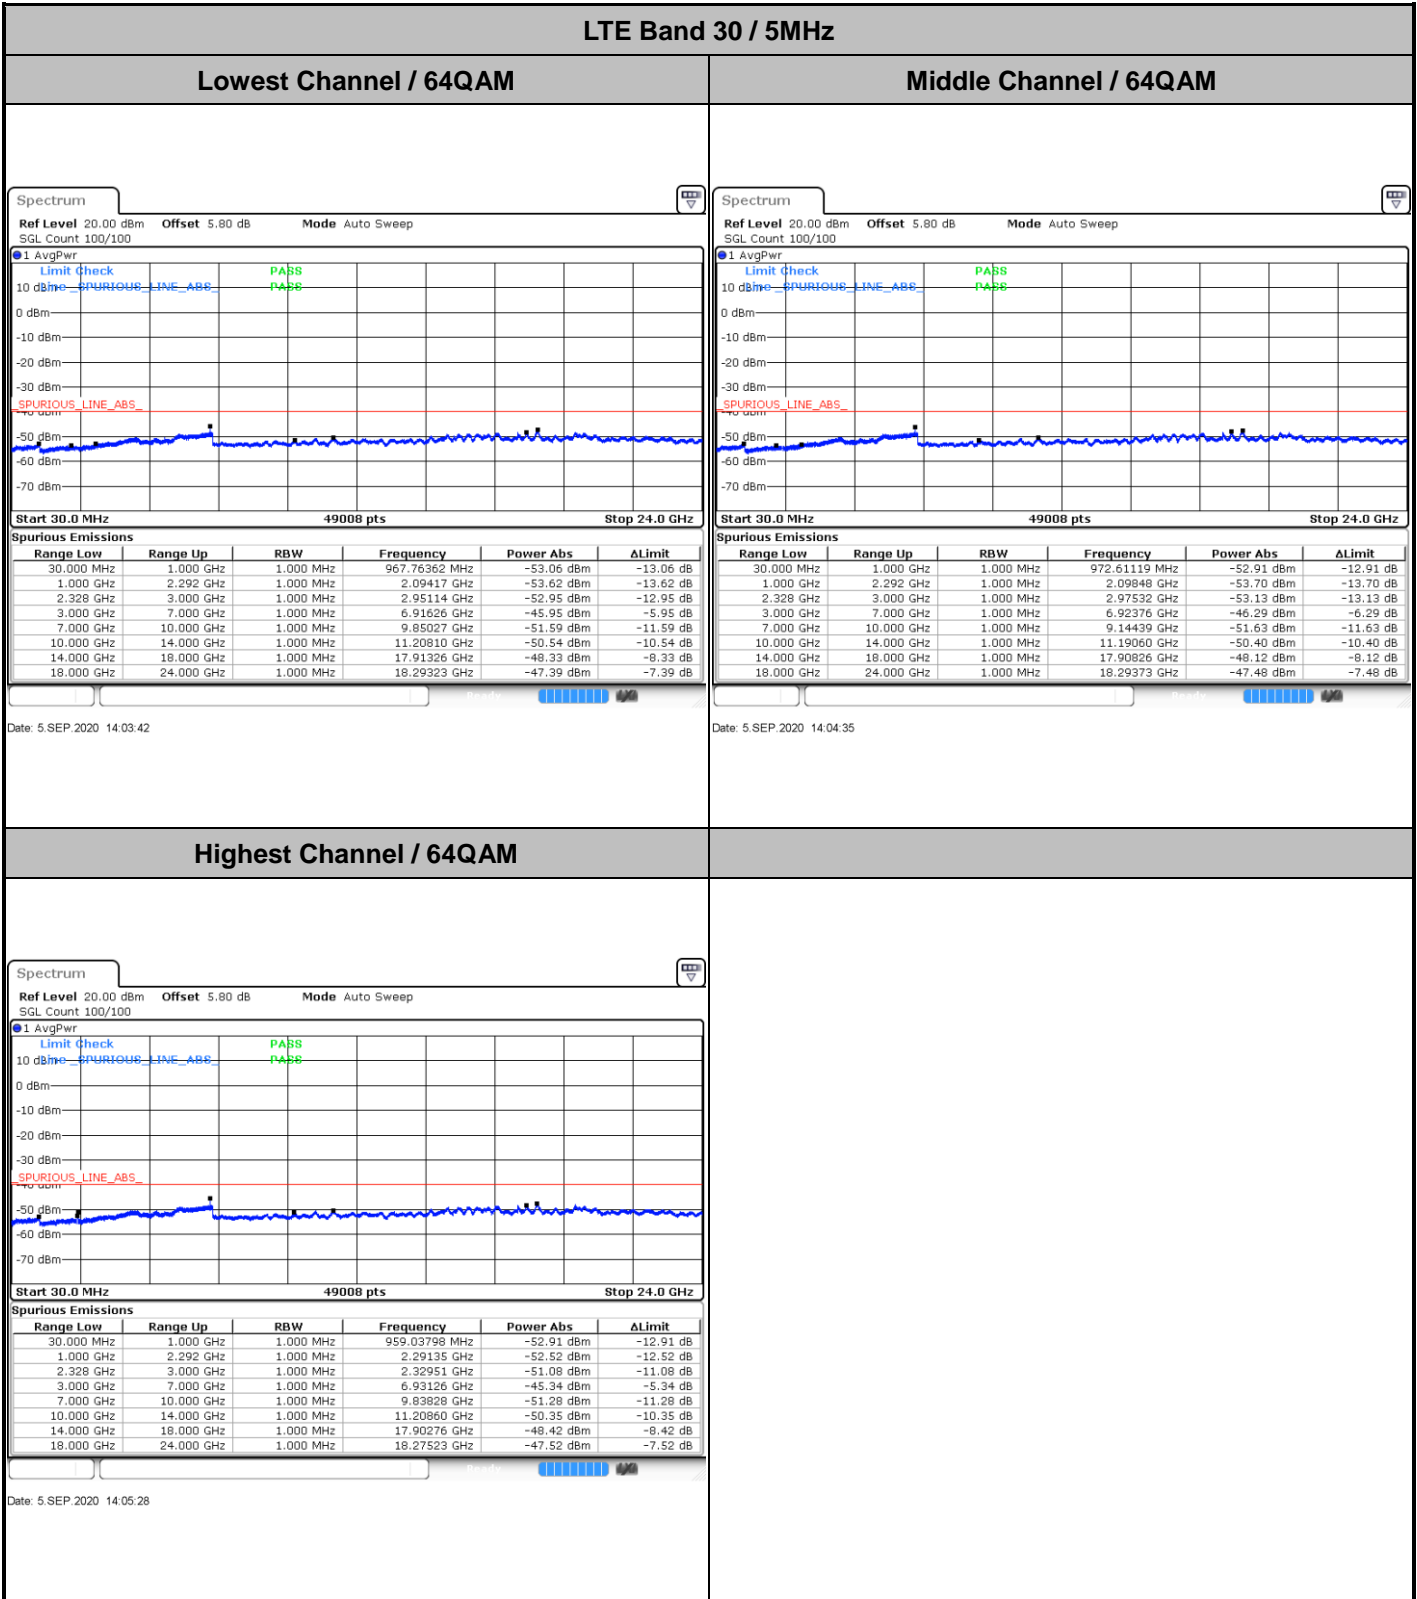 LTE Band 30 / 5MHz
Lowest Channel / 64QAM
Middle Channel / 64QAM
Spectrum
Ref Level 20.00 dBm Offset 5.80 dB Mode Auto Sweep
SGL Count 100/100
1 AvgPwr
Limit Check PASS
10 dBm Line _SPURIOUS_LINE_ABS_ PASS
0 dBm
-10 dBm
-20 dBm
-30 dBm
_SPURIOUS_LINE_ABS_
-40 dBm
-50 dBm
-60 dBm
-70 dBm
Start 30.0 MHz 49008 pts Stop 24.0 GHz
Spurious Emissions
Range Low Range Up RBW Frequency Power Abs ΔLimit
30.000 MHz 1.000 GHz 1.000 MHz 967.76362 MHz -53.06 dBm -13.06 dB
1.000 GHz 2.292 GHz 1.000 MHz 2.09417 GHz -53.62 dBm -13.62 dB
2.328 GHz 3.000 GHz 1.000 MHz 2.95114 GHz -52.95 dBm -12.95 dB
3.000 GHz 7.000 GHz 1.000 MHz 6.91626 GHz -45.95 dBm -5.95 dB
7.000 GHz 10.000 GHz 1.000 MHz 9.85027 GHz -51.59 dBm -11.59 dB
10.000 GHz 14.000 GHz 1.000 MHz 11.20810 GHz -50.54 dBm -10.54 dB
14.000 GHz 18.000 GHz 1.000 MHz 17.91326 GHz -48.33 dBm -8.33 dB
18.000 GHz 24.000 GHz 1.000 MHz 18.29323 GHz -47.39 dBm -7.39 dB
Ready
Date: 5.SEP.2020 14:03:42
Spectrum
Ref Level 20.00 dBm Offset 5.80 dB Mode Auto Sweep
SGL Count 100/100
1 AvgPwr
Limit Check PASS
10 dBm Line _SPURIOUS_LINE_ABS_ PASS
0 dBm
-10 dBm
-20 dBm
-30 dBm
_SPURIOUS_LINE_ABS_
-40 dBm
-50 dBm
-60 dBm
-70 dBm
Start 30.0 MHz 49008 pts Stop 24.0 GHz
Spurious Emissions
Range Low Range Up RBW Frequency Power Abs ΔLimit
30.000 MHz 1.000 GHz 1.000 MHz 972.61119 MHz -52.91 dBm -12.91 dB
1.000 GHz 2.292 GHz 1.000 MHz 2.09848 GHz -53.70 dBm -13.70 dB
2.328 GHz 3.000 GHz 1.000 MHz 2.97532 GHz -53.13 dBm -13.13 dB
3.000 GHz 7.000 GHz 1.000 MHz 6.92376 GHz -46.29 dBm -6.29 dB
7.000 GHz 10.000 GHz 1.000 MHz 9.14439 GHz -51.63 dBm -11.63 dB
10.000 GHz 14.000 GHz 1.000 MHz 11.19060 GHz -50.40 dBm -10.40 dB
14.000 GHz 18.000 GHz 1.000 MHz 17.90826 GHz -48.12 dBm -8.12 dB
18.000 GHz 24.000 GHz 1.000 MHz 18.29373 GHz -47.48 dBm -7.48 dB
Ready
Date: 5.SEP.2020 14:04:35
Highest Channel / 64QAM
Spectrum
Ref Level 20.00 dBm Offset 5.80 dB Mode Auto Sweep
SGL Count 100/100
1 AvgPwr
Limit Check PASS
10 dBm Line _SPURIOUS_LINE_ABS_ PASS
0 dBm
-10 dBm
-20 dBm
-30 dBm
_SPURIOUS_LINE_ABS_
-40 dBm
-50 dBm
-60 dBm
-70 dBm
Start 30.0 MHz 49008 pts Stop 24.0 GHz
Spurious Emissions
Range Low Range Up RBW Frequency Power Abs ΔLimit
30.000 MHz 1.000 GHz 1.000 MHz 959.03798 MHz -52.91 dBm -12.91 dB
1.000 GHz 2.292 GHz 1.000 MHz 2.29135 GHz -52.52 dBm -12.52 dB
2.328 GHz 3.000 GHz 1.000 MHz 2.32951 GHz -51.08 dBm -11.08 dB
3.000 GHz 7.000 GHz 1.000 MHz 6.93126 GHz -45.34 dBm -5.34 dB
7.000 GHz 10.000 GHz 1.000 MHz 9.83828 GHz -51.28 dBm -11.28 dB
10.000 GHz 14.000 GHz 1.000 MHz 11.20860 GHz -50.35 dBm -10.35 dB
14.000 GHz 18.000 GHz 1.000 MHz 17.90276 GHz -48.42 dBm -8.42 dB
18.000 GHz 24.000 GHz 1.000 MHz 18.27523 GHz -47.52 dBm -7.52 dB
Ready
Date: 5.SEP.2020 14:05:28